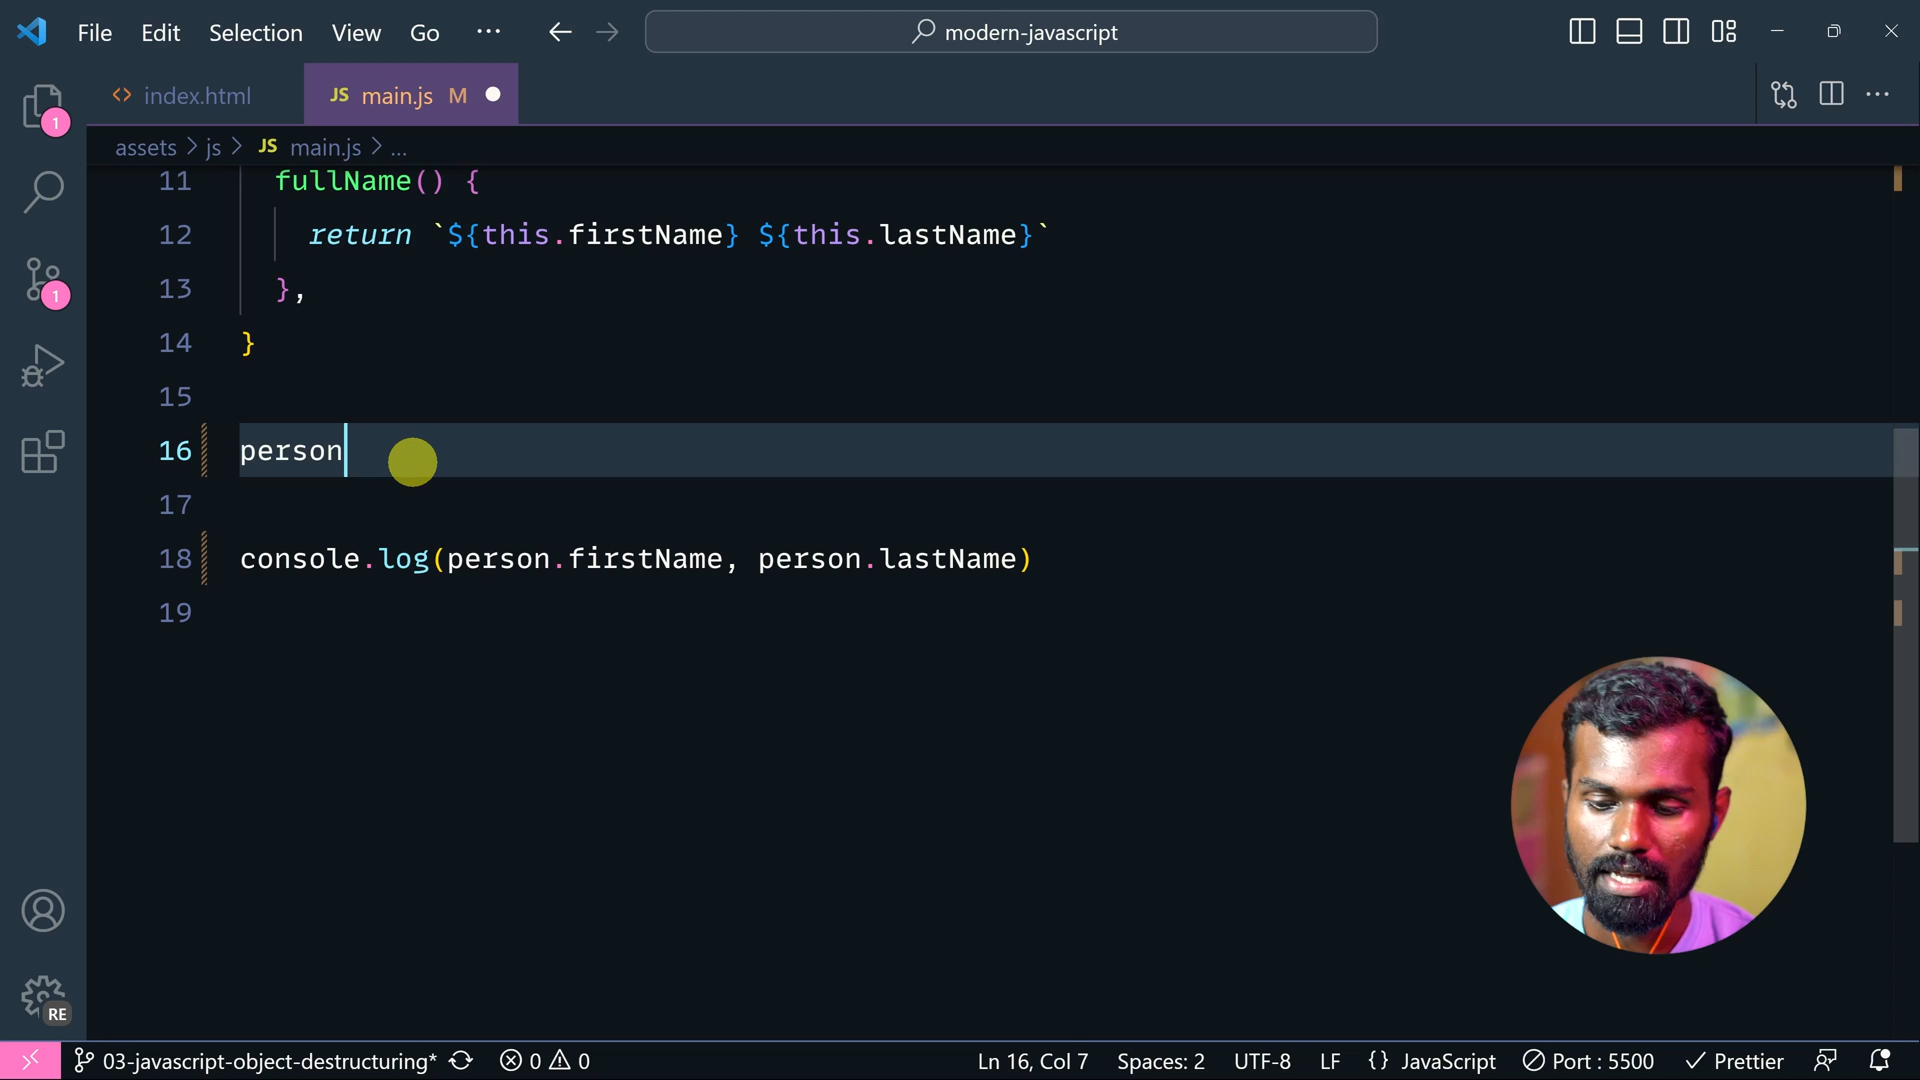 File Edit Selection View Go ··· modern-javascript
index.html JS main.js M
assets > js > JS main.js > ...
11 fullName() {
12 return `${this.firstName} ${this.lastName}`
13 },
14 }
15
16 person
17
18 console.log(person.firstName, person.lastName)
19
1
1
RE
03-javascript-object-destructuring* 0 0 Ln 16, Col 7 Spaces: 2 UTF-8 LF {} JavaScript Port : 5500 Prettier